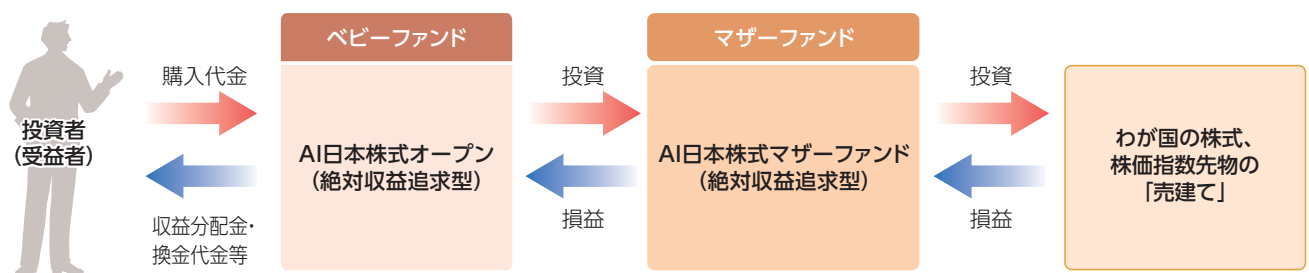 ベビーファンド
マザーファンド
購入代金
投資
投資
投資者
(受益者)
AI日本株式オープン
(絶対収益追求型)
AI日本株式マザーファンド
(絶対収益追求型)
わが国の株式、
株価指数先物の
「売建て」
収益分配金・
換金代金等
損益
損益